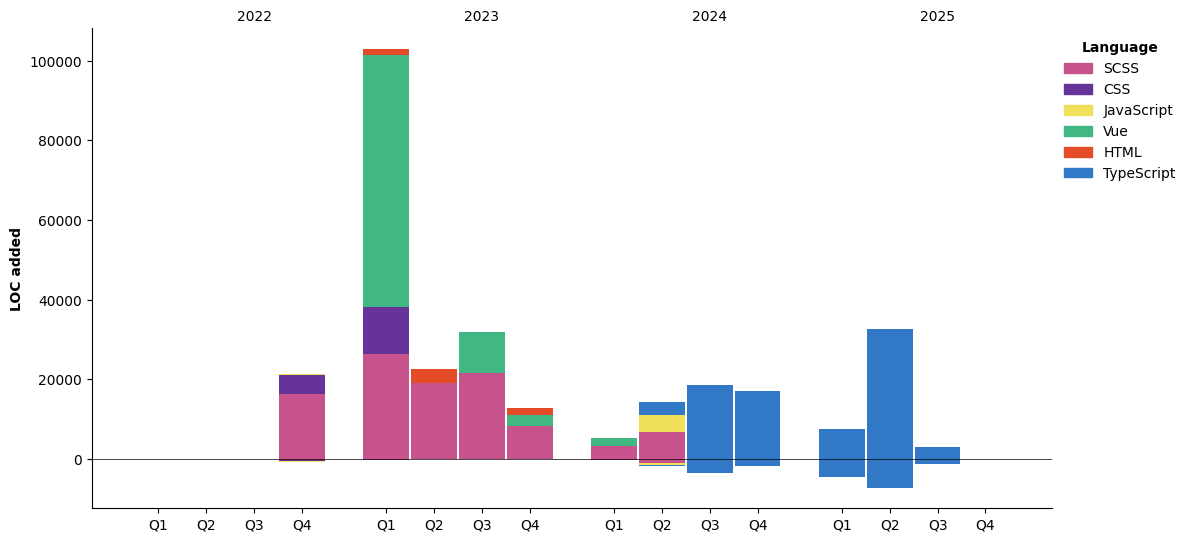 2022 2023 2024 2025
Language
SCSS
CSS
JavaScript
Vue
HTML
TypeScript
LOC added
100000
80000
60000
40000
20000
0
Q1 Q2 Q3 Q4 Q1 Q2 Q3 Q4 Q1 Q2 Q3 Q4 Q1 Q2 Q3 Q4